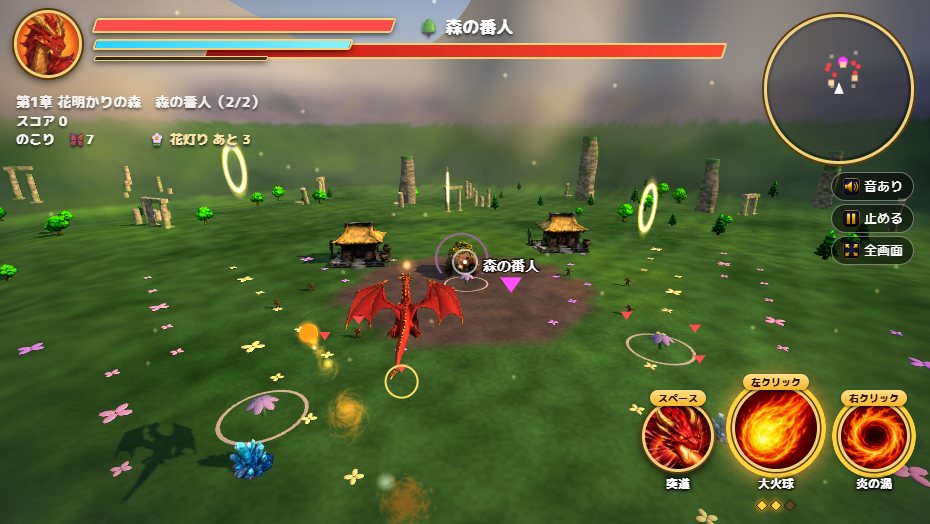 森の番人
第1章 花明かりの森 森の番人（2/2）
スコア 0
のこり 7 花灯り あと 3
音あり
止める
全画面
森の番人
スペース
左クリック
右クリック
突進
大火球
炎の渦